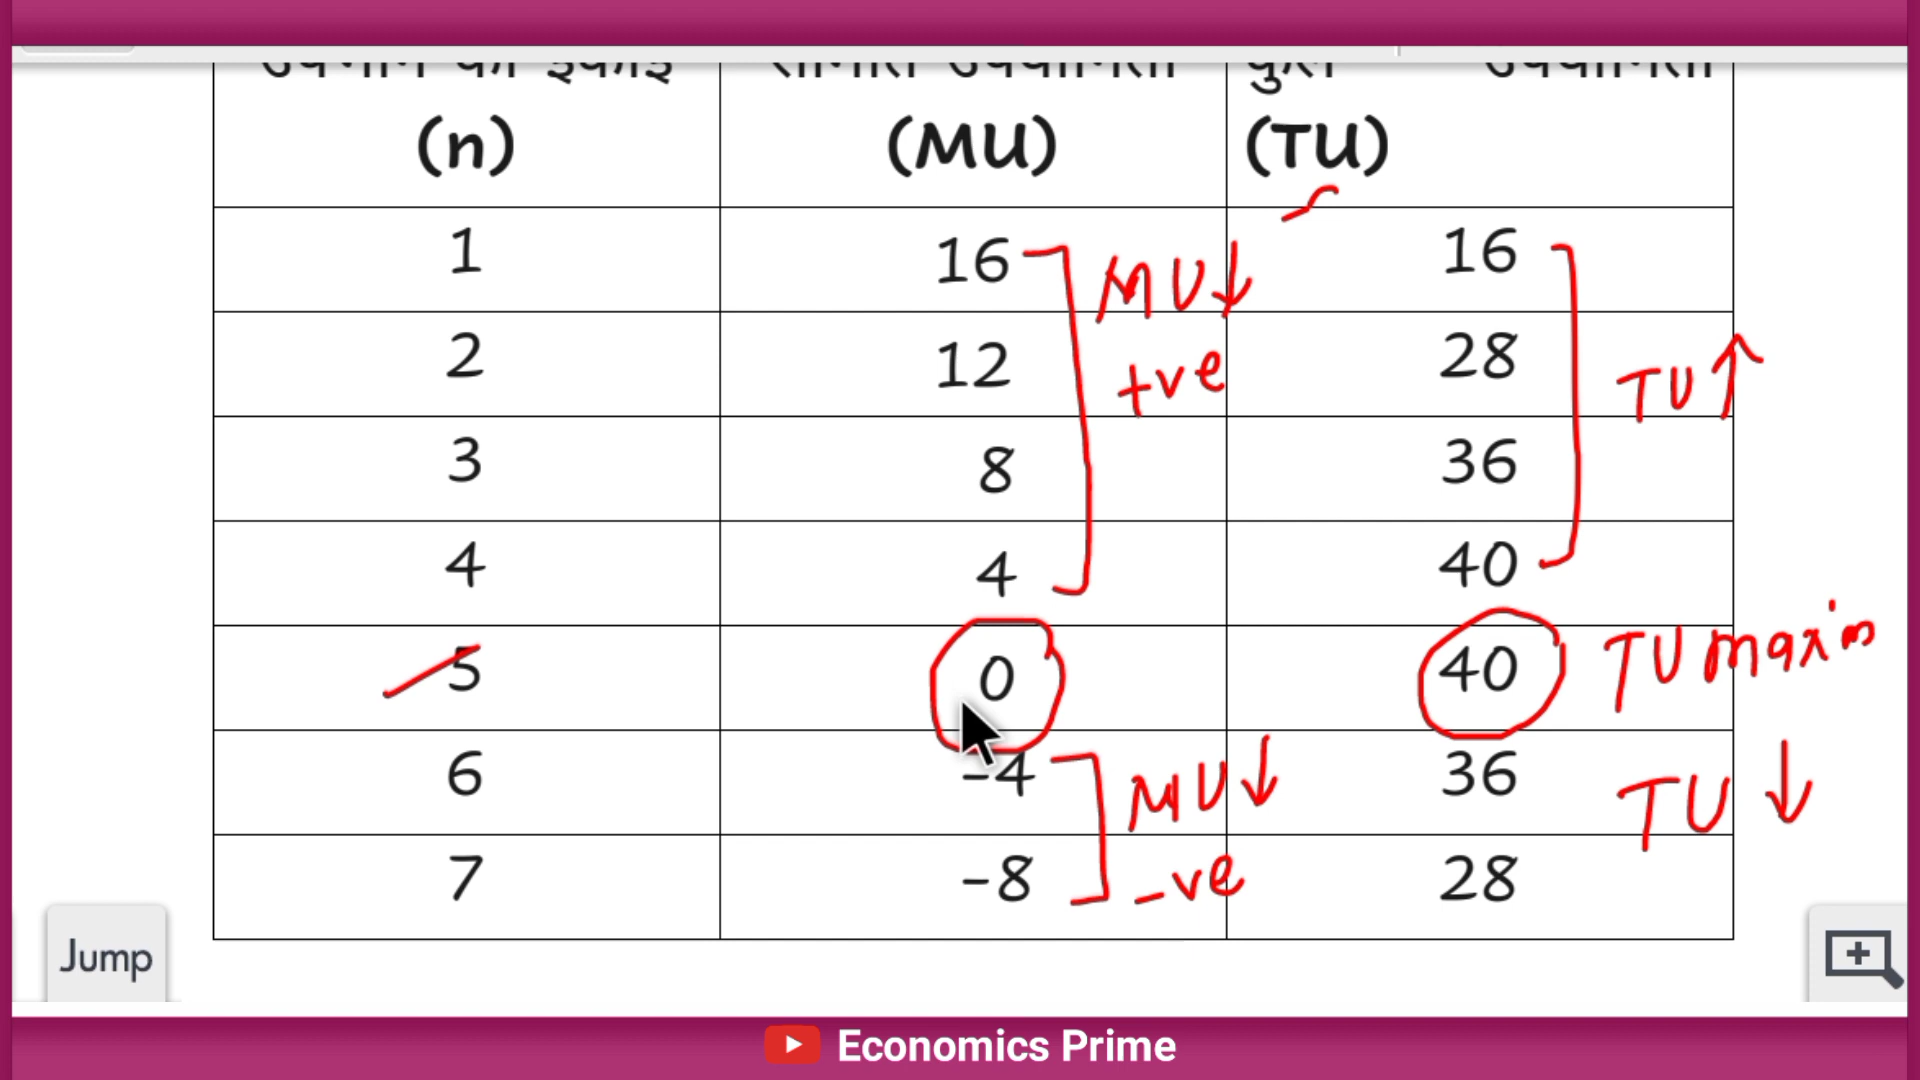 (n) (MU) (TU)
1 16 MU↓ 16
2 12 +ve 28 TU↑
3 8 36
4 4 40
5 0 40 TU maxim
6 -4 MU↓ 36 TU↓
7 -8 -ve 28
Jump
Economics Prime